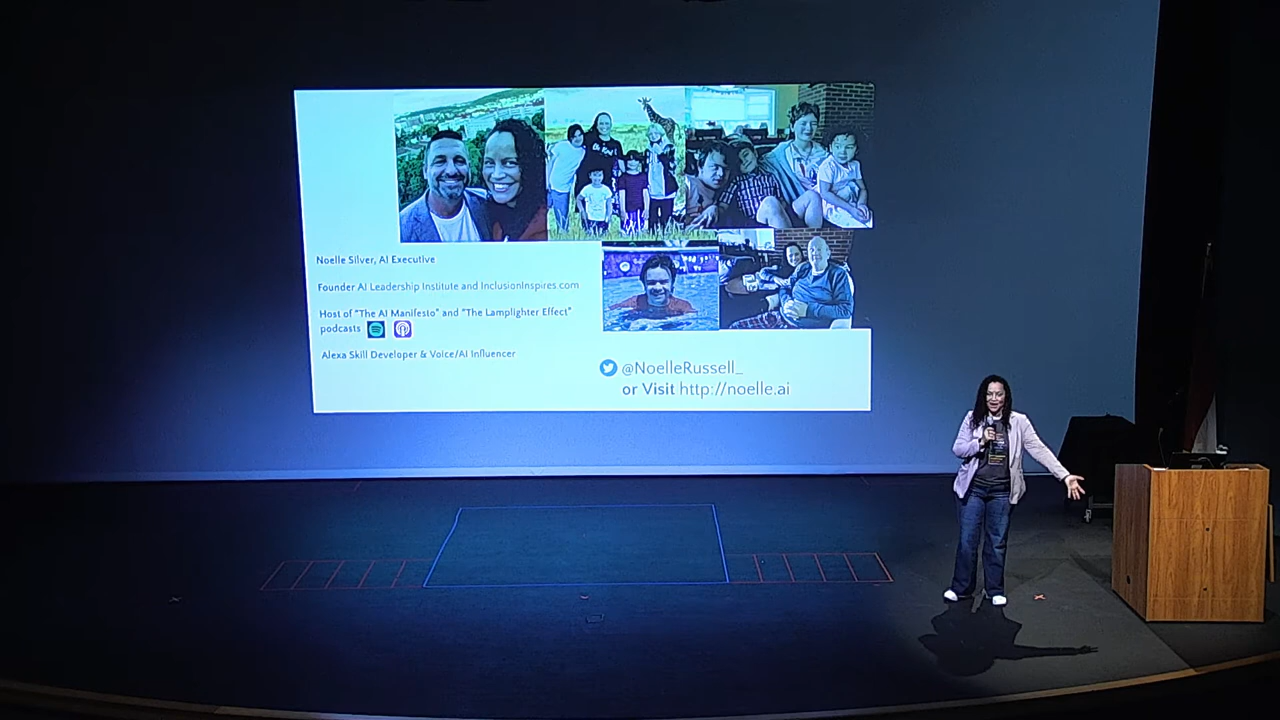 Noelle Silver, AI Executive
Founder AI Leadership Institute and InclusionInspires.com
Host of "The AI Manifesto" and "The Lamplighter Effect"
podcasts
Alexa Skill Developer & Voice/AI Influencer
@NoelleRussell_
or Visit http://noelle.ai